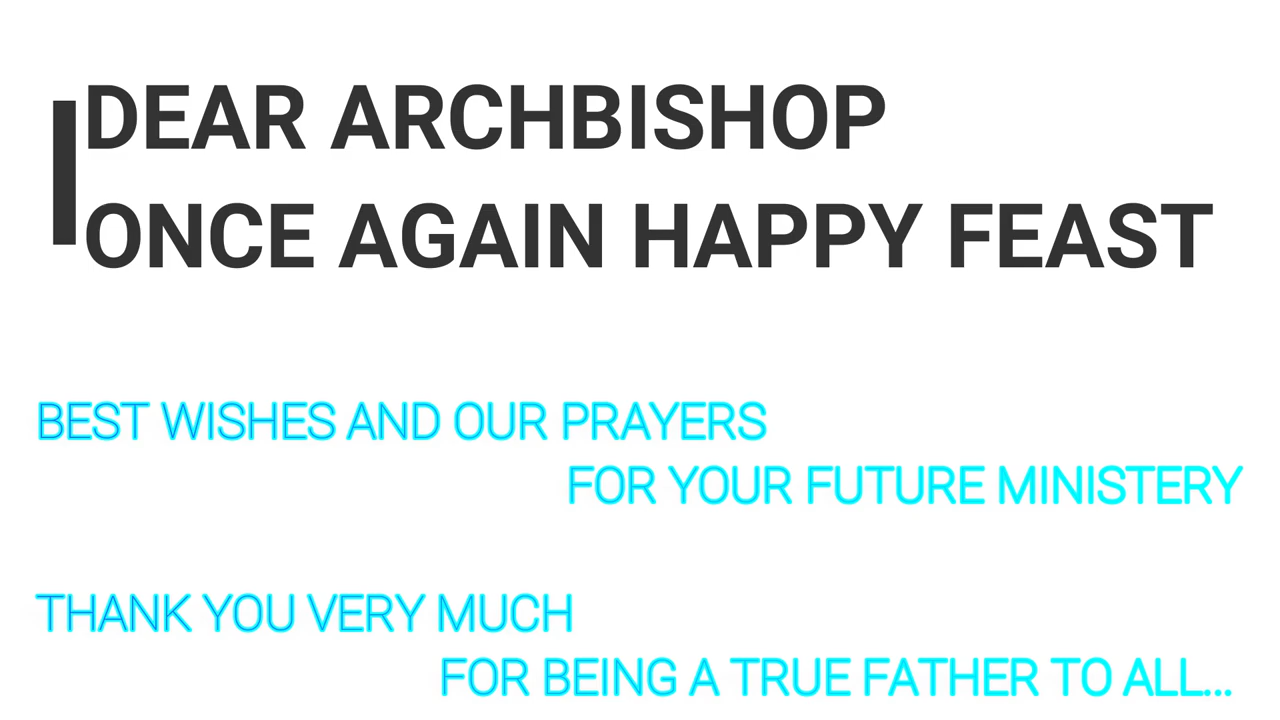 DEAR ARCHBISHOP
ONCE AGAIN HAPPY FEAST
BEST WISHES AND OUR PRAYERS
FOR YOUR FUTURE MINISTERY
THANK YOU VERY MUCH
FOR BEING A TRUE FATHER TO ALL...